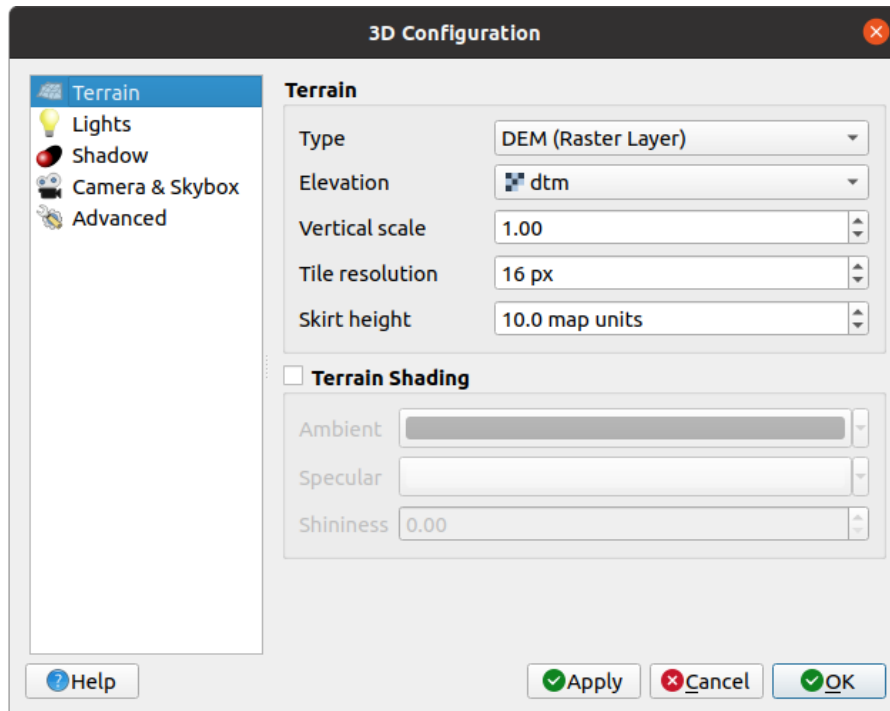 3D Configuration
Terrain
Lights
Shadow
Camera & Skybox
Advanced
Terrain
Type DEM (Raster Layer)
Elevation dtm
Vertical scale 1.00
Tile resolution 16 px
Skirt height 10.0 map units
Terrain Shading
Ambient
Specular
Shininess 0.00
Help Apply Cancel OK